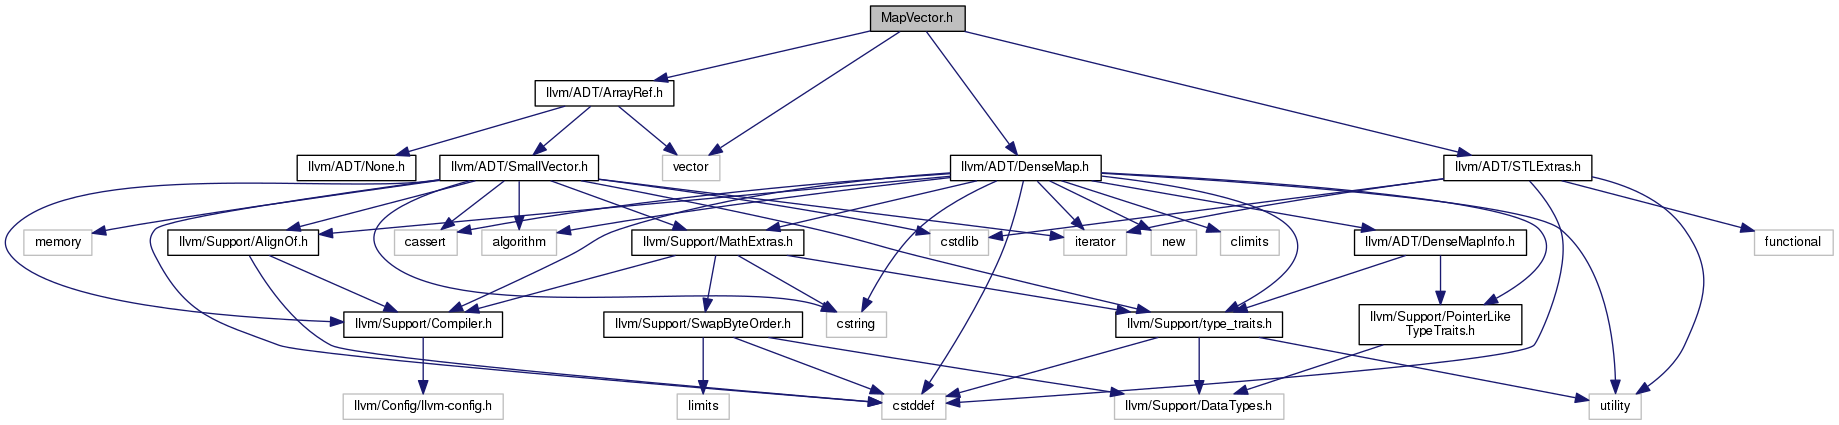 MapVector.h
llvm/ADT/ArrayRef.h
llvm/ADT/None.h
llvm/ADT/SmallVector.h
vector
llvm/ADT/DenseMap.h
llvm/ADT/STLExtras.h
memory
llvm/Support/AlignOf.h
cassert
algorithm
llvm/Support/MathExtras.h
cstdlib
iterator
new
climits
llvm/ADT/DenseMapInfo.h
functional
llvm/Support/Compiler.h
llvm/Support/SwapByteOrder.h
cstring
llvm/Support/type_traits.h
llvm/Support/PointerLike
TypeTraits.h
llvm/Config/llvm-config.h
limits
cstddef
llvm/Support/DataTypes.h
utility